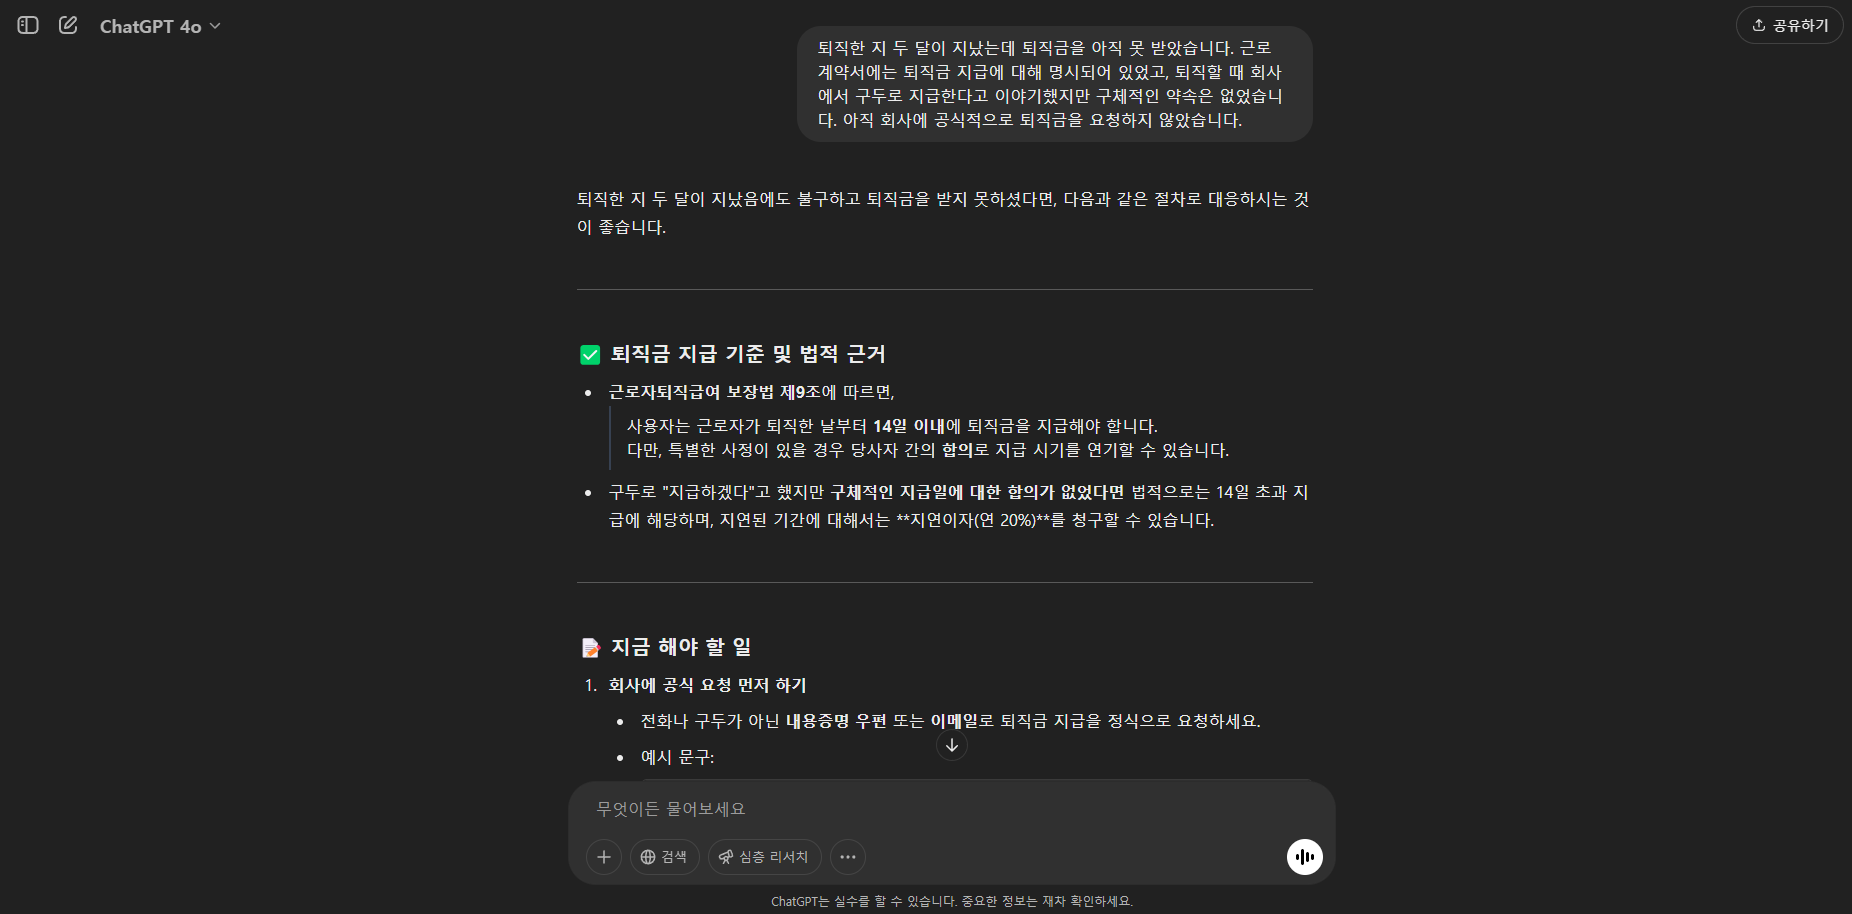 ChatGPT 4o
공유하기
퇴직한 지 두 달이 지났는데 퇴직금을 아직 못 받았습니다. 근로
계약서에는 퇴직금 지급에 대해 명시되어 있었고, 퇴직할 때 회사
에서 구두로 지급한다고 이야기했지만 구체적인 약속은 없었습니
다. 아직 회사에 공식적으로 퇴직금을 요청하지 않았습니다.
퇴직한 지 두 달이 지났음에도 불구하고 퇴직금을 받지 못하셨다면, 다음과 같은 절차로 대응하시는 것
이 좋습니다.
✅ 퇴직금 지급 기준 및 법적 근거
• 근로자퇴직급여 보장법 제9조에 따르면,
사용자는 근로자가 퇴직한 날부터 14일 이내에 퇴직금을 지급해야 합니다.
다만, 특별한 사정이 있을 경우 당사자 간의 합의로 지급 시기를 연기할 수 있습니다.
• 구두로 "지급하겠다"고 했지만 구체적인 지급일에 대한 합의가 없었다면 법적으로는 14일 초과 지
급에 해당하며, 지연된 기간에 대해서는 **지연이자(연 20%)**를 청구할 수 있습니다.
📝 지금 해야 할 일
1. 회사에 공식 요청 먼저 하기
• 전화나 구두가 아닌 내용증명 우편 또는 이메일로 퇴직금 지급을 정식으로 요청하세요.
• 예시 문구:
무엇이든 물어보세요
검색
심층 리서치
ChatGPT는 실수를 할 수 있습니다. 중요한 정보는 재차 확인하세요.